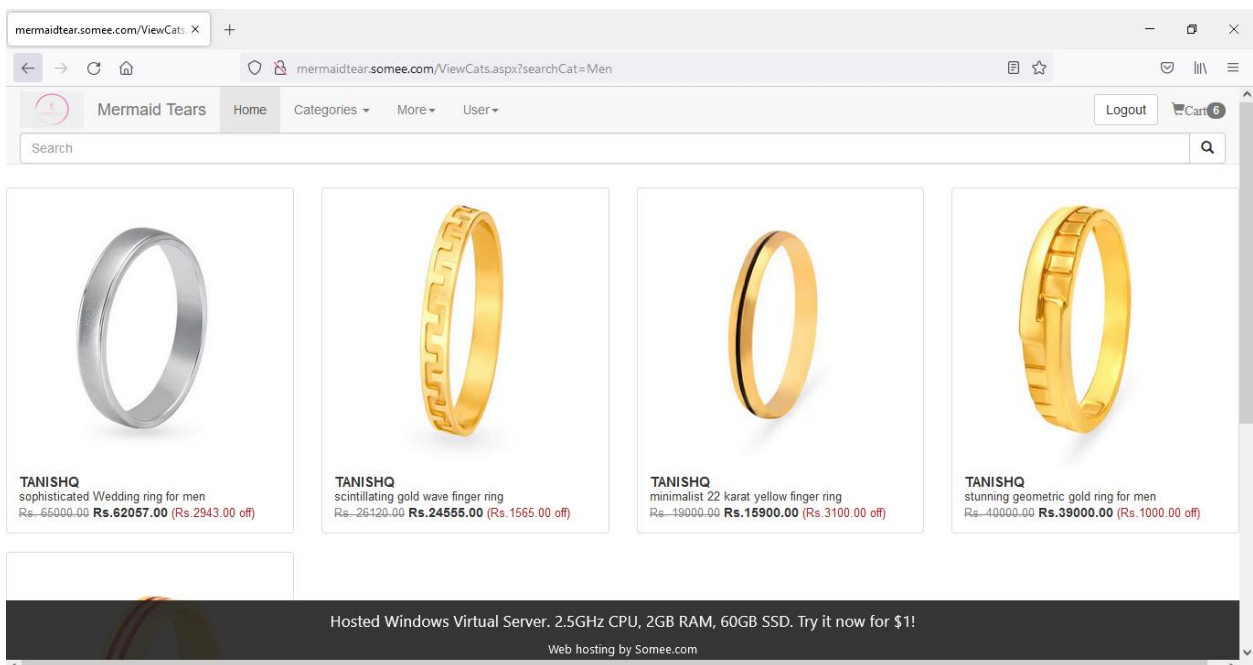 mermaidtear.somee.com/ViewCats.
mermaidtear.somee.com/ViewCats.aspx?searchCat=Men
Mermaid Tears Home Categories More User Logout Cart 6
Search
TANISHQ
sophisticated Wedding ring for men
Rs. 65000.00 Rs.62057.00 (Rs.2943.00 off)
TANISHQ
scintillating gold wave finger ring
Rs. 26120.00 Rs.24555.00 (Rs.1565.00 off)
TANISHQ
minimalist 22 karat yellow finger ring
Rs. 19000.00 Rs.15900.00 (Rs.3100.00 off)
TANISHQ
stunning geometric gold ring for men
Rs. 40000.00 Rs.39000.00 (Rs.1000.00 off)
Hosted Windows Virtual Server. 2.5GHz CPU, 2GB RAM, 60GB SSD. Try it now for $1!
Web hosting by Somee.com